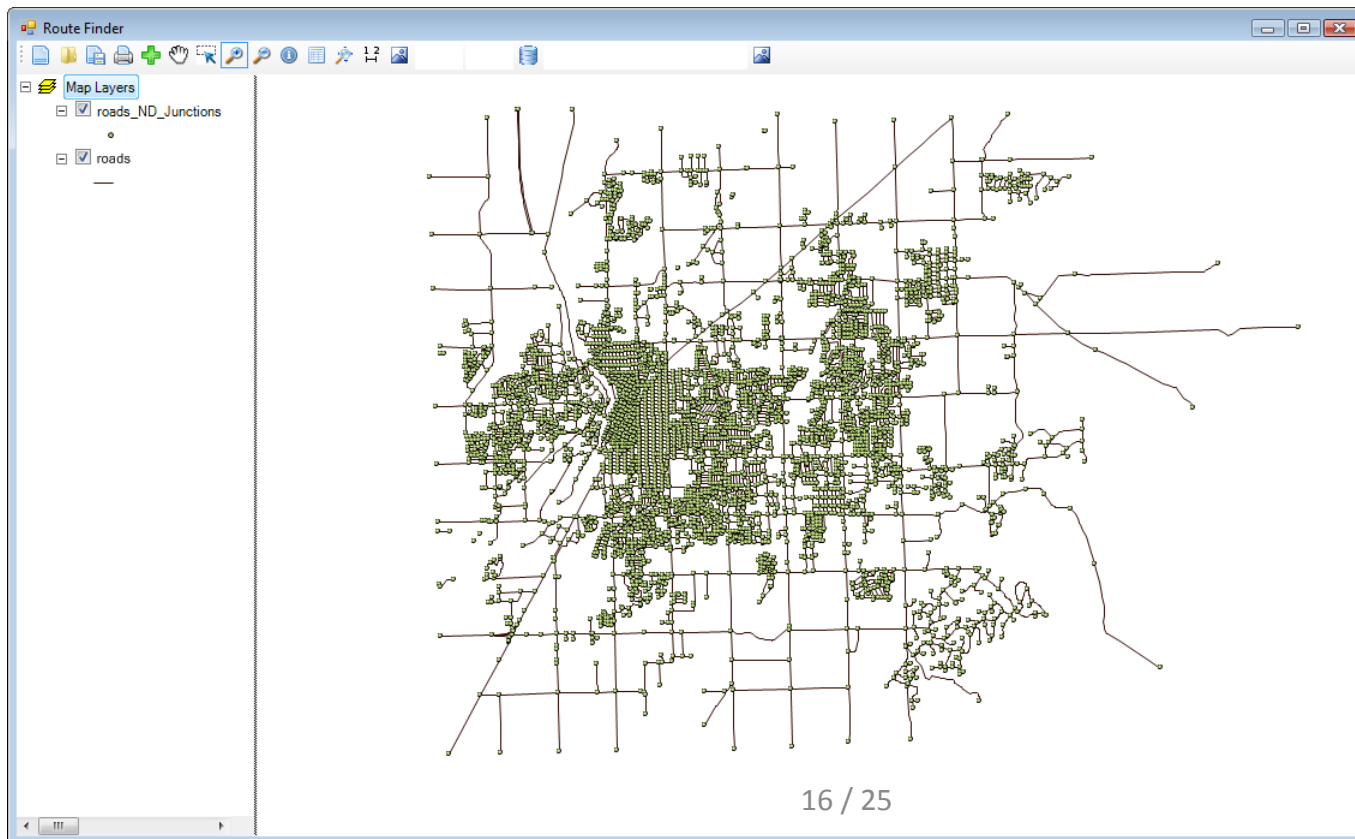 Route Finder
1 2
Map Layers
roads_ND_Junctions
roads
16 / 25